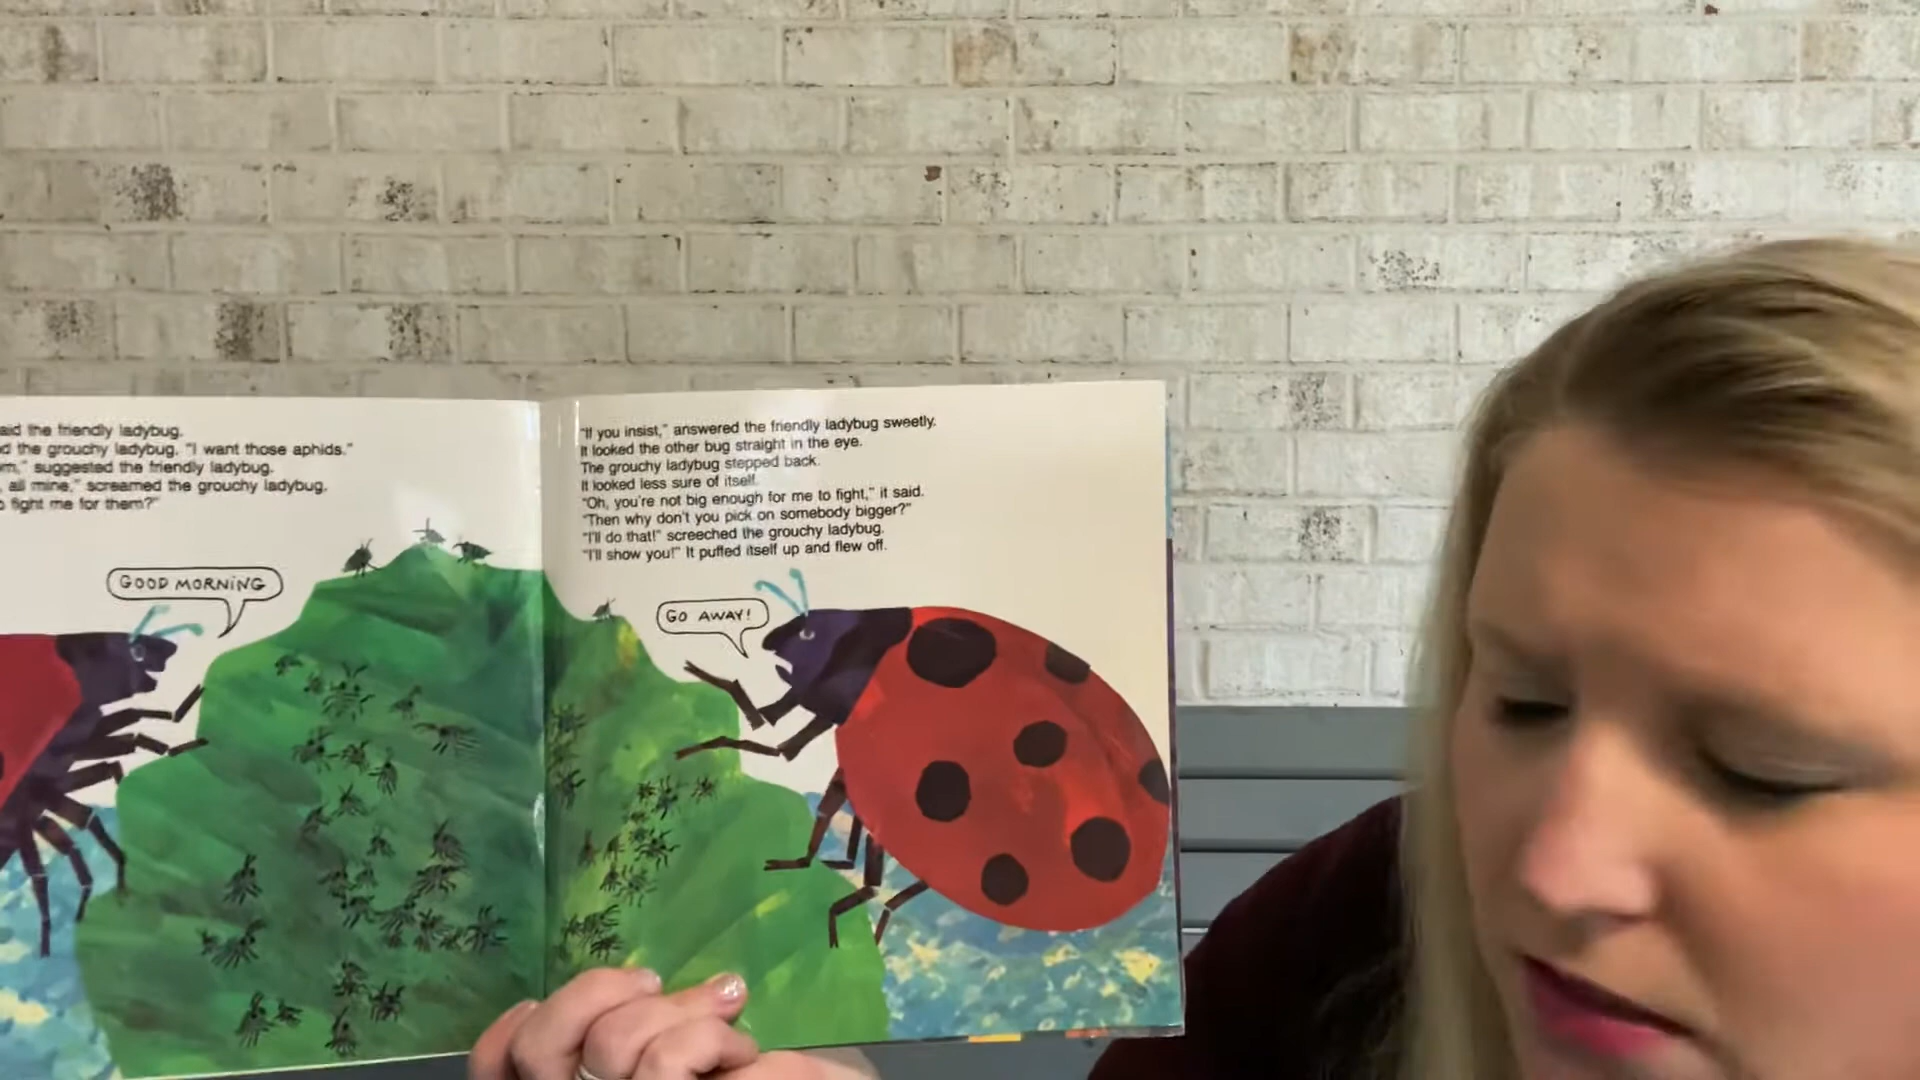 said the friendly ladybug.
the grouchy ladybug. "I want those aphids."
suggested the friendly ladybug.
all mine," screamed the grouchy ladybug.
fight me for them?"
GOOD MORNING
"If you insist," answered the friendly ladybug sweetly.
It looked the other bug straight in the eye.
The grouchy ladybug stepped back.
It looked less sure of itself.
"Oh, you're not big enough for me to fight," it said.
"Then why don't you pick on somebody bigger?"
"I'll do that!" screeched the grouchy ladybug.
"I'll show you!" It puffed itself up and flew off.
GO AWAY!